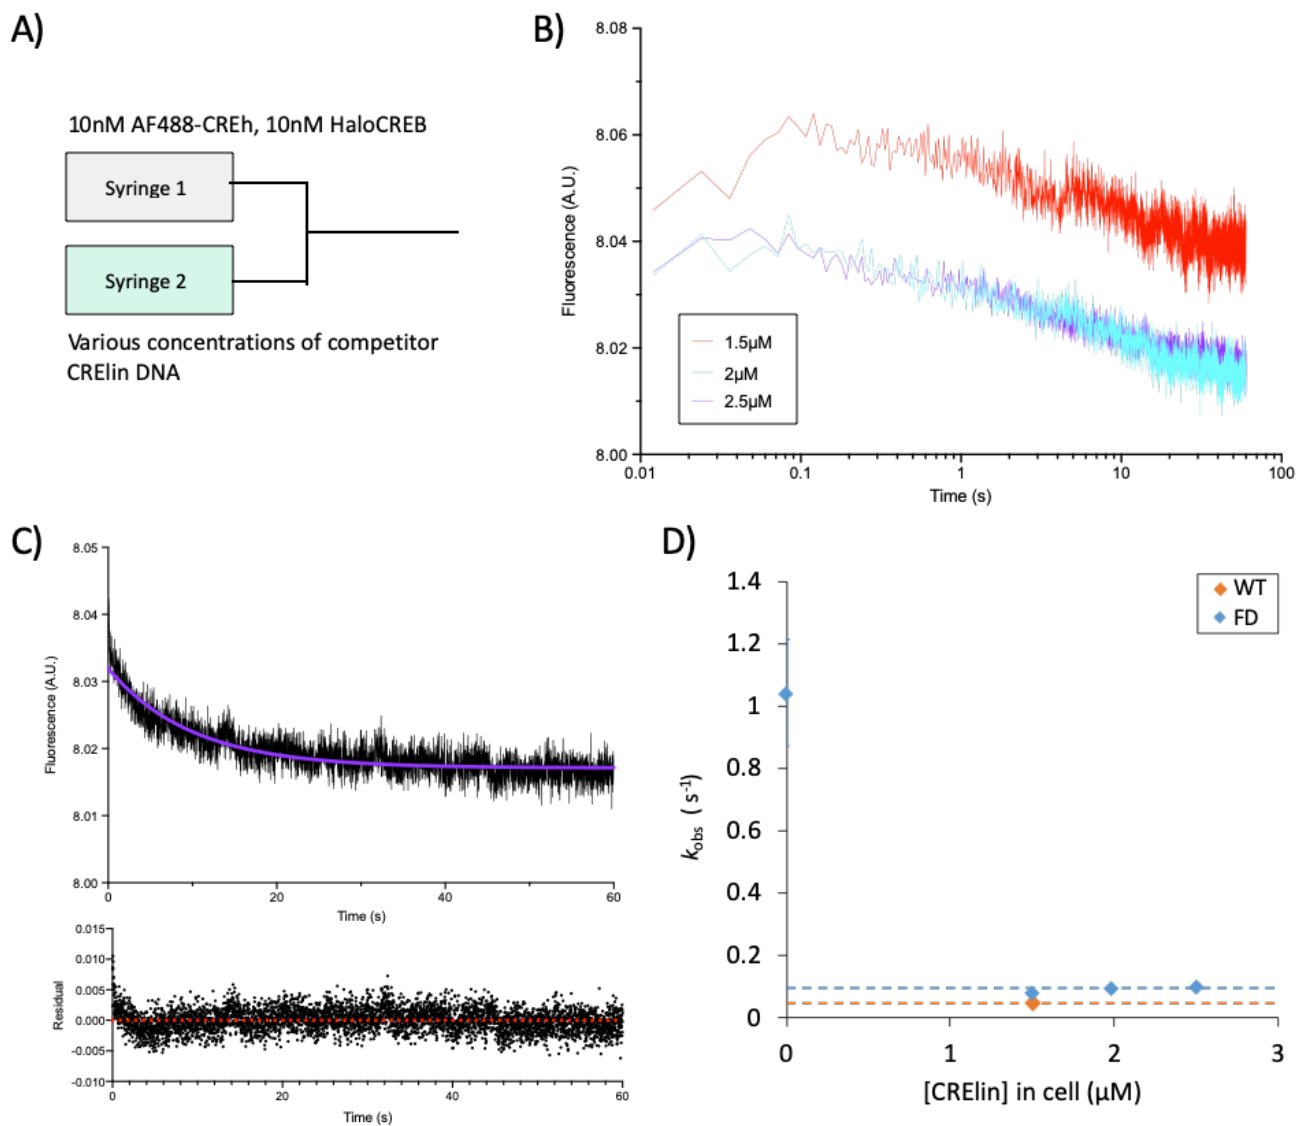 A)
10nM AF488-CREh, 10nM HaloCREB
Syringe 1
Syringe 2
Various concentrations of competitor
CRElin DNA
B)
8.08
8.06
8.04
8.02
8.00
Fluorescence (A.U.)
1.5µM
2µM
2.5µM
0.01
0.1
1
10
100
Time (s)
C)
8.05
8.04
8.03
8.02
8.01
8.00
Fluorescence (A.U.)
0
20
40
60
Time (s)
0.015
0.010
0.005
0.000
-0.005
-0.010
Residual
0
20
40
60
Time (s)
D)
1.4
1.2
1
0.8
0.6
0.4
0.2
0
kobs ( s-1)
WT
FD
0
1
2
3
[CRElin] in cell (µM)